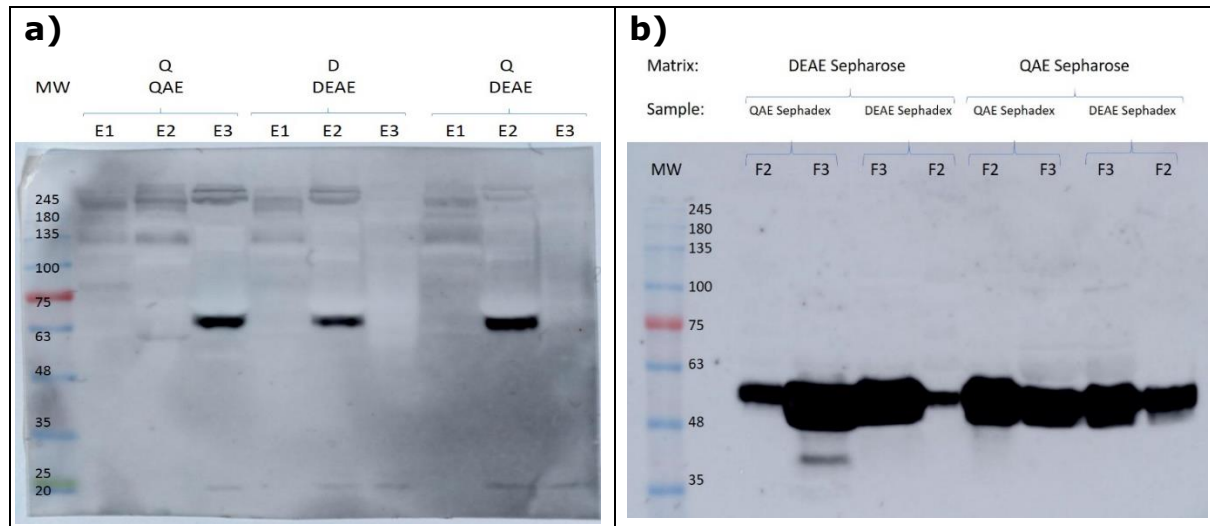 a)
Q D Q
MW QAE DEAE DEAE
E1 E2 E3 E1 E2 E3 E1 E2 E3
245
180
135
100
75
63
48
35
25
20
b)
Matrix: DEAE Sepharose QAE Sepharose
Sample: QAE Sephadex DEAE Sephadex QAE Sephadex DEAE Sephadex
MW F2 F3 F3 F2 F2 F3 F3 F2
245
180
135
100
75
63
48
35